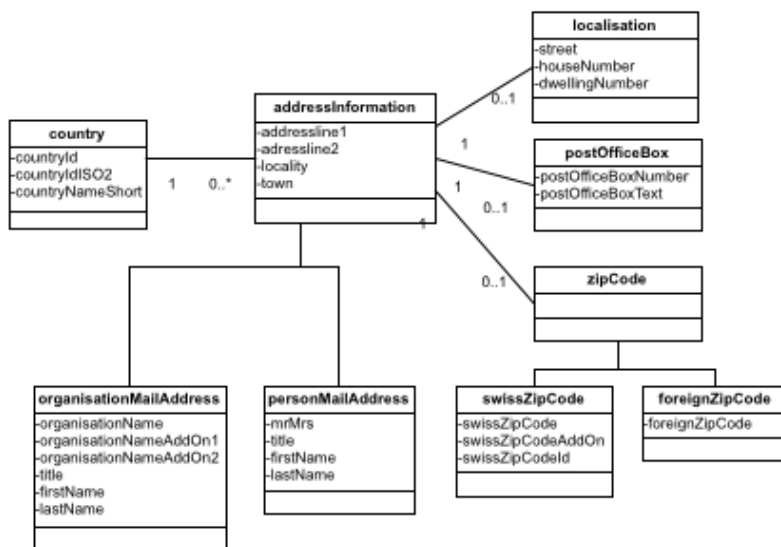 localisation
-street
-houseNumber
-dwellingNumber
0..1
addressInformation
-addressline1
-adressline2
-locality
-town
country
-countryId
-countryIdISO2
-countryNameShort
1
0..*
1
postOfficeBox
-postOfficeBoxNumber
-postOfficeBoxText
1
0..1
1
zipCode
0..1
organisationMailAddress
-organisationName
-organisationNameAddOn1
-organisationNameAddOn2
-title
-firstName
-lastName
personMailAddress
-mrMrs
-title
-firstName
-lastName
swissZipCode
-swissZipCode
-swissZipCodeAddOn
-swissZipCodeId
foreignZipCode
-foreignZipCode